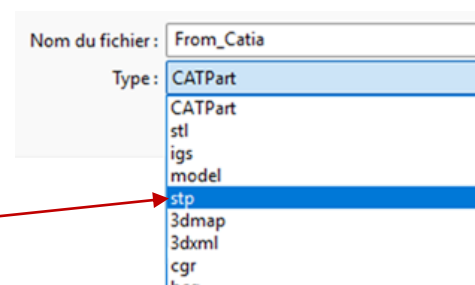 Nom du fichier : From_Catia
Type : CATPart
CATPart
stl
igs
model
stp
3dmap
3dxml
cgr